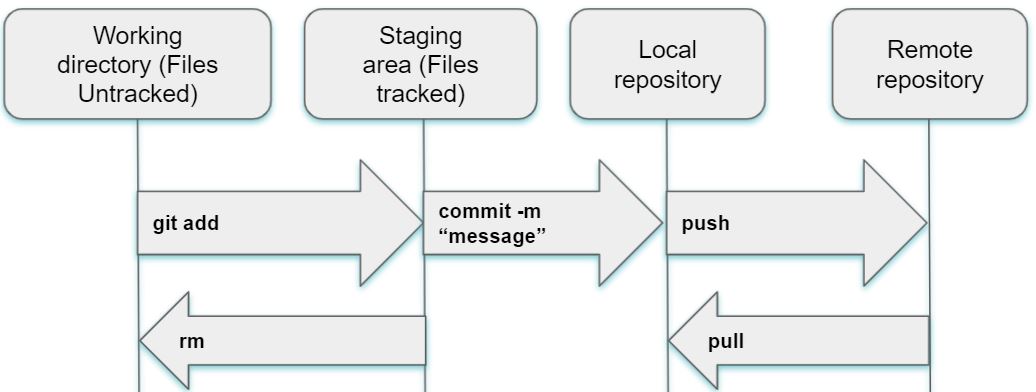 Working
directory (Files
Untracked)
Staging
area (Files
tracked)
Local
repository
Remote
repository
git add
commit -m
“message”
push
rm
pull